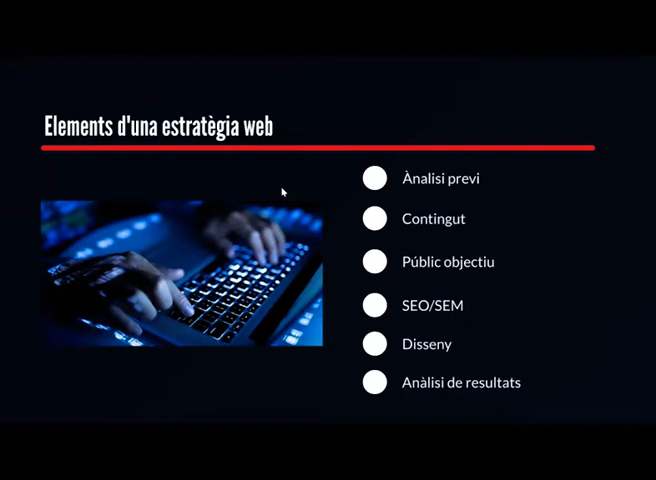 Elements d'una estratègia web
Ànalisi previ
Contingut
Públic objectiu
SEO/SEM
Disseny
Anàlisi de resultats